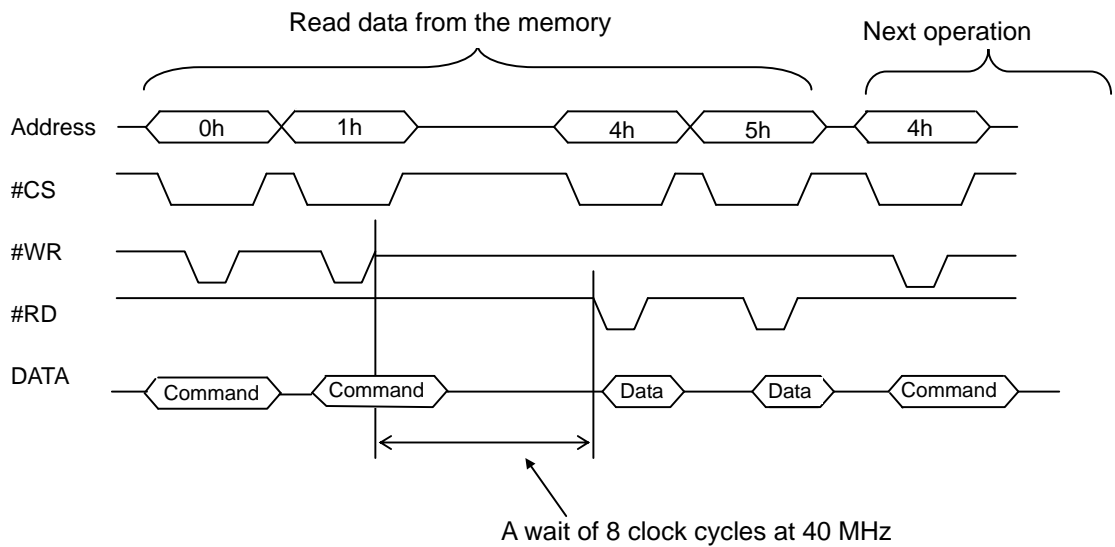 Read data from the memory
Next operation
Address 0h 1h 4h 5h 4h
#CS
#WR
#RD
DATA Command Command Data Data Command
A wait of 8 clock cycles at 40 MHz